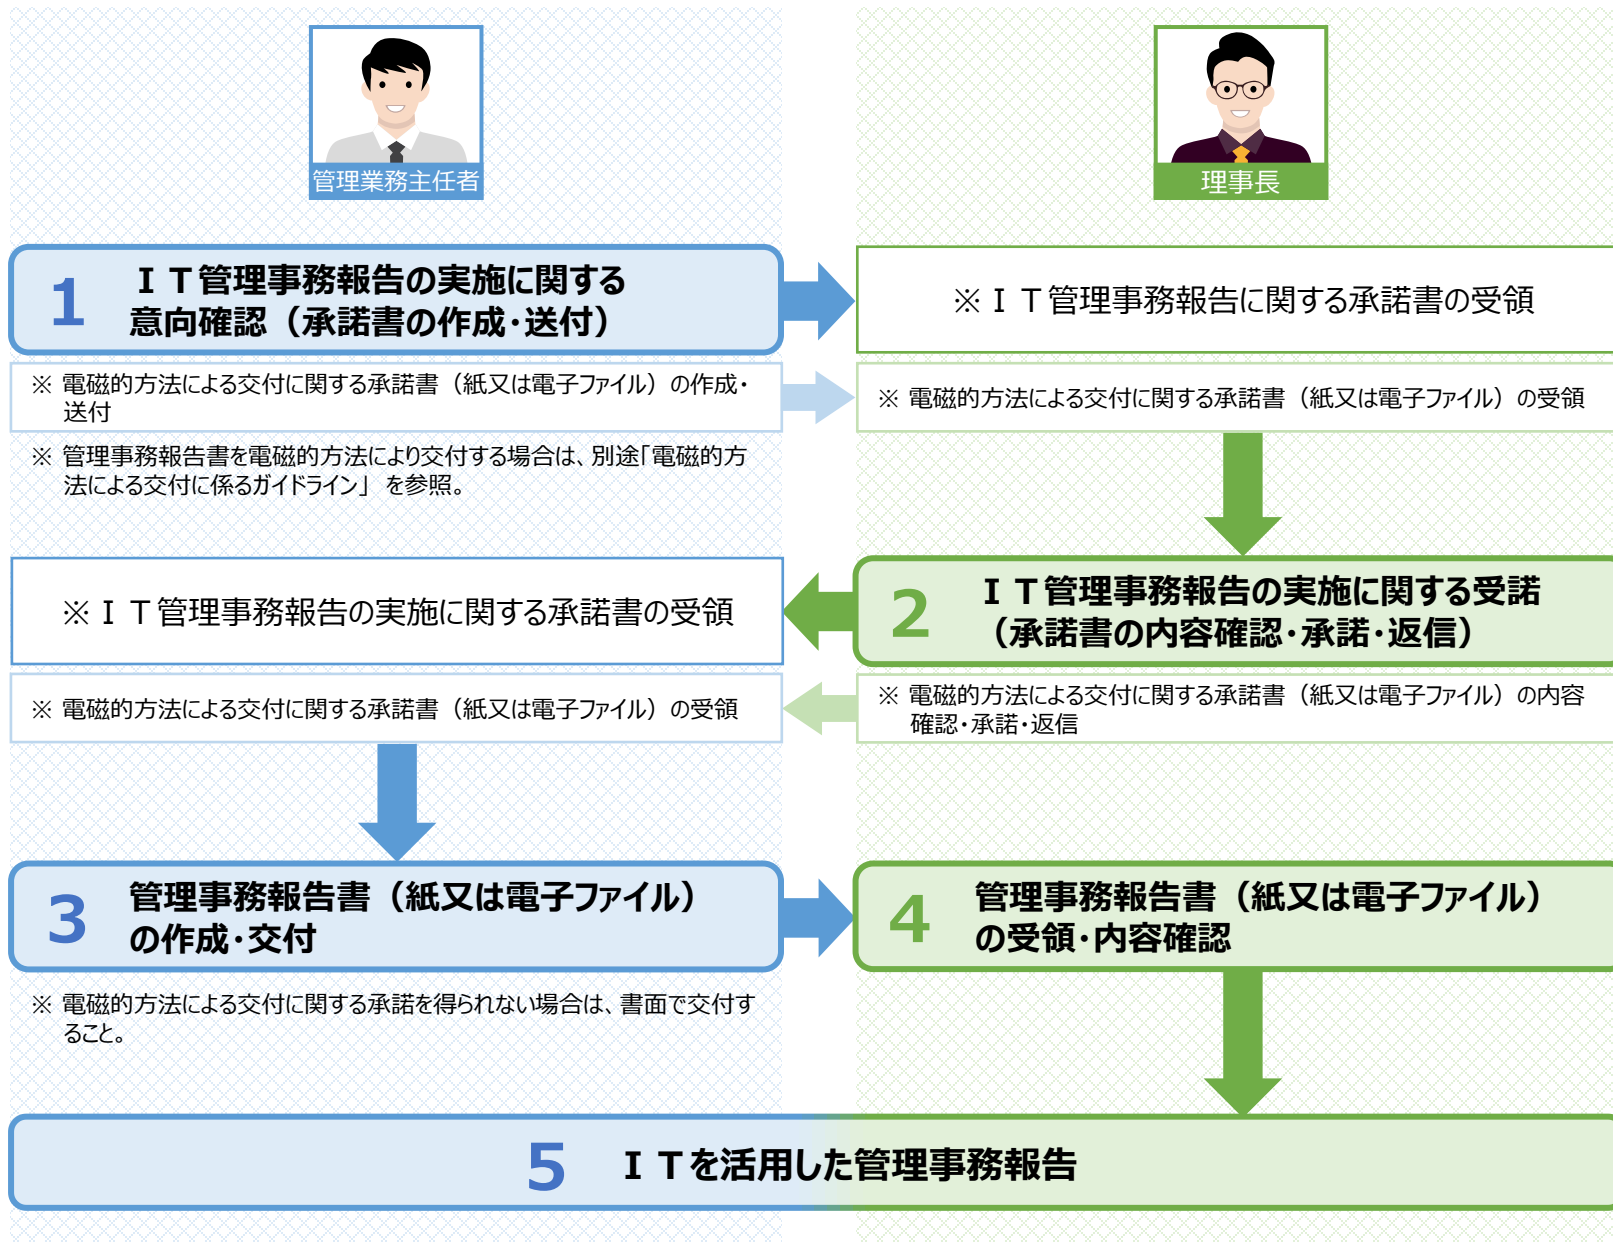 管理業務主任者
理事長
1
ＩＴ管理事務報告の実施に関する
意向確認（承諾書の作成・送付）
※ＩＴ管理事務報告に関する承諾書の受領
※ 電磁的方法による交付に関する承諾書（紙又は電子ファイル）の作成・
送付
※ 電磁的方法による交付に関する承諾書（紙又は電子ファイル）の受領
※ 管理事務報告書を電磁的方法により交付する場合は、別途「電磁的方
法による交付に係るガイドライン」 を参照。
※ＩＴ管理事務報告の実施に関する承諾書の受領
2
ＩＴ管理事務報告の実施に関する受諾
（承諾書の内容確認・承諾・返信）
※ 電磁的方法による交付に関する承諾書（紙又は電子ファイル）の受領
※ 電磁的方法による交付に関する承諾書（紙又は電子ファイル）の内容
確認・承諾・返信
3
管理事務報告書（紙又は電子ファイル）
の作成・交付
4
管理事務報告書（紙又は電子ファイル）
の受領・内容確認
※ 電磁的方法による交付に関する承諾を得られない場合は、書面で交付す
ること。
5 ＩＴを活用した管理事務報告